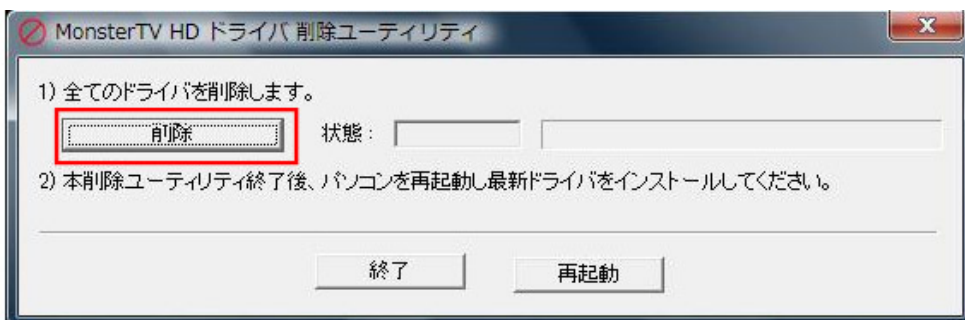 MonsterTV HD ドライバ 削除ユーティリティ
1) 全てのドライバを削除します。
削除 状態：
2) 本削除ユーティリティ終了後、パソコンを再起動し最新ドライバをインストールしてください。
終了 再起動